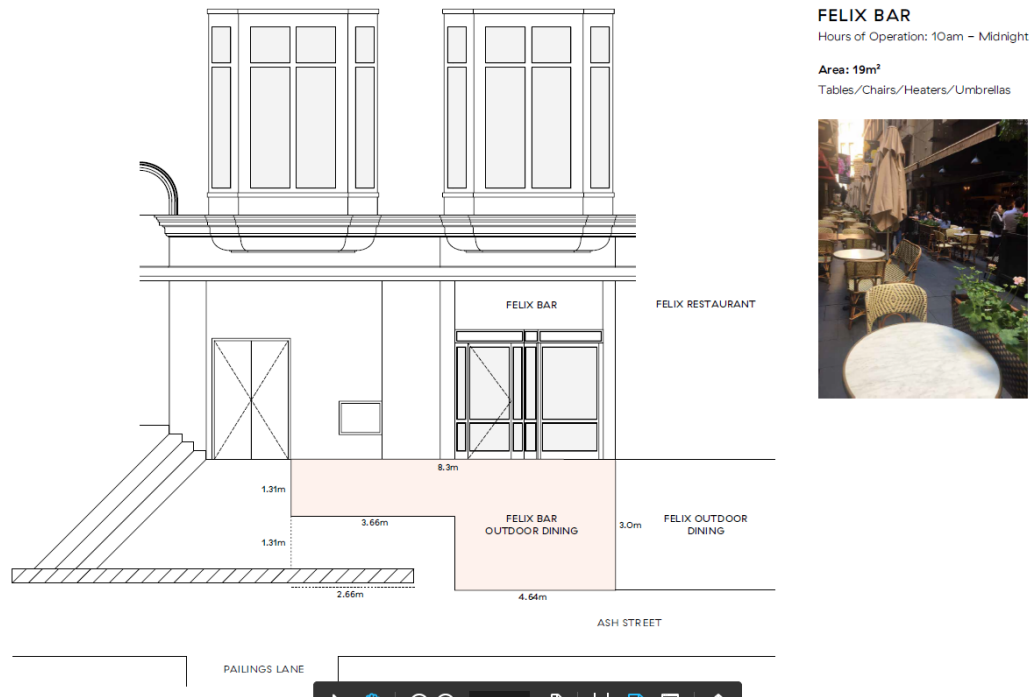 FELIX BAR
Hours of Operation: 10am – Midnight
Area: 19m²
Tables/Chairs/Heaters/Umbrellas
FELIX BAR
FELIX RESTAURANT
8.3m
1.31m
3.66m
FELIX BAR
OUTDOOR DINING
3.0m
FELIX OUTDOOR
DINING
1.31m
2.66m
4.64m
ASH STREET
PAILINGS LANE